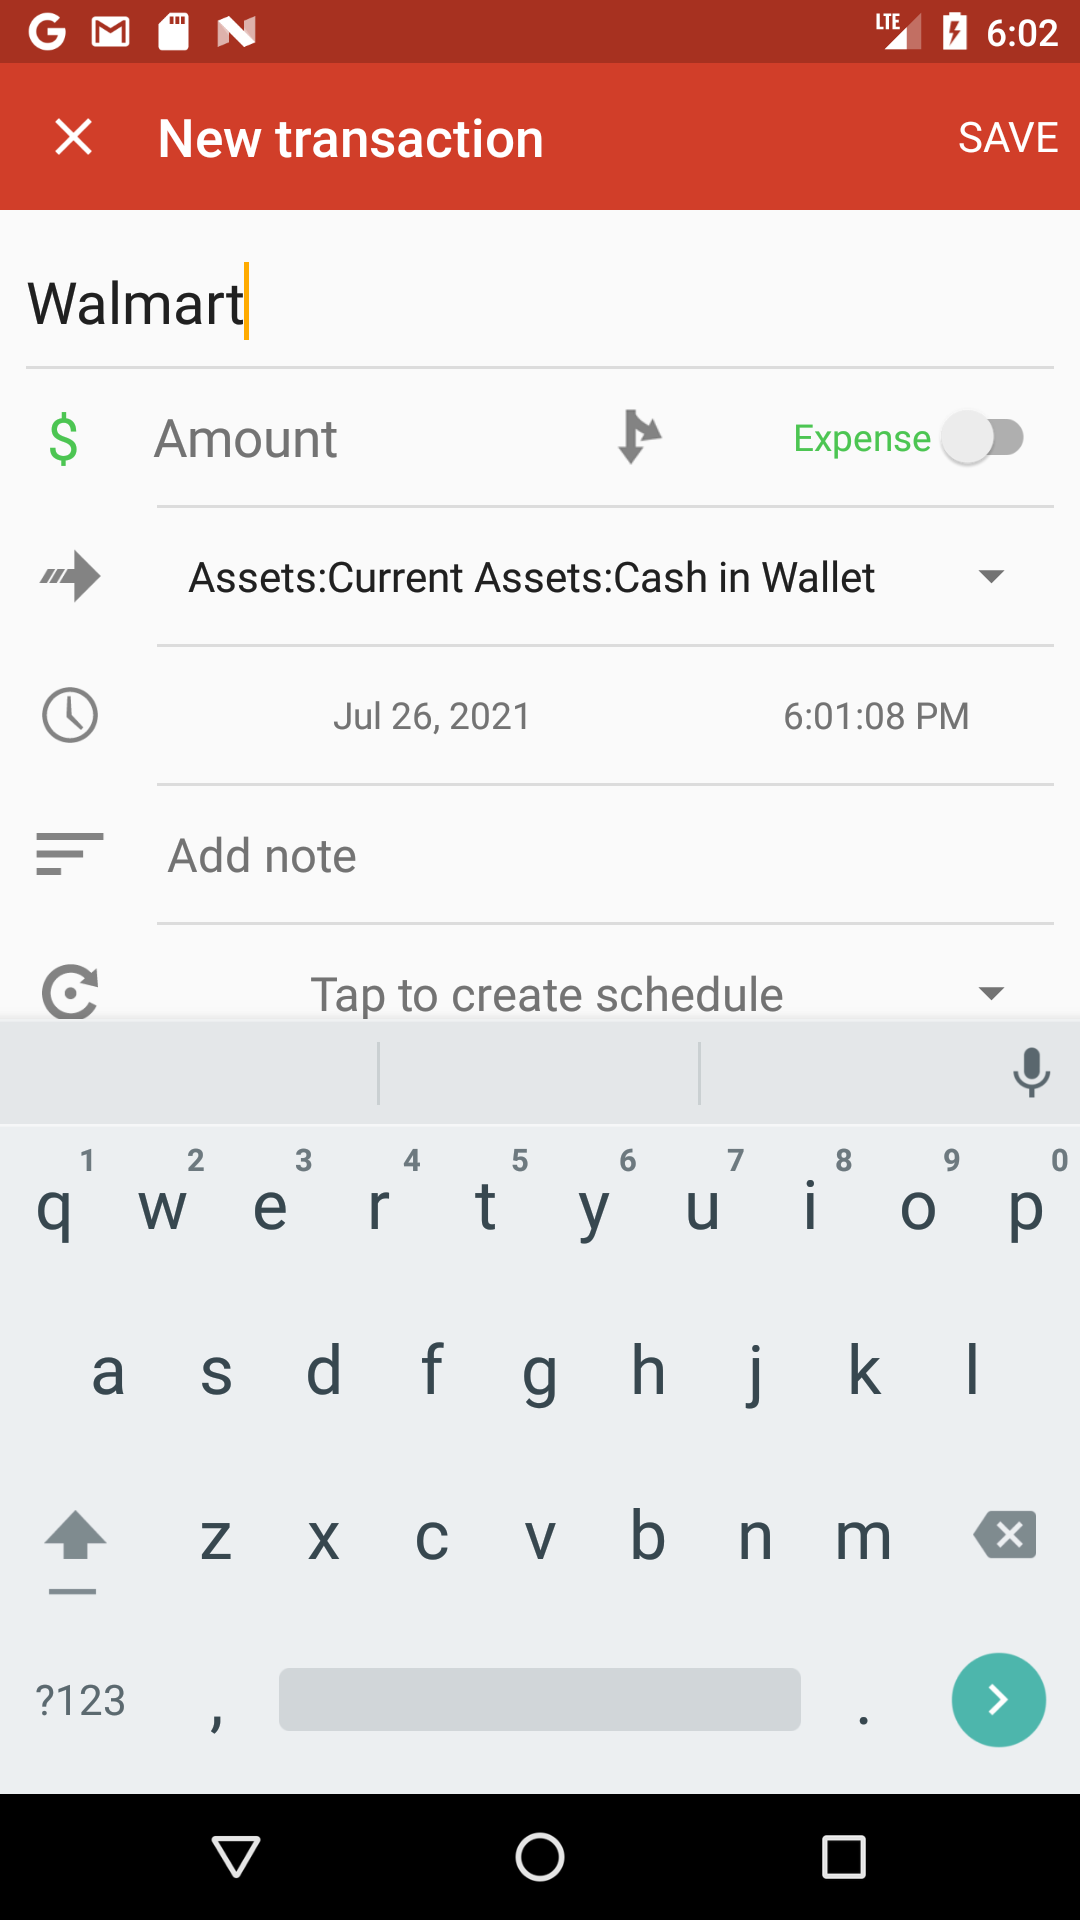 LTE 6:02
New transaction SAVE
Walmart
$ Amount Expense
Assets:Current Assets:Cash in Wallet
Jul 26, 2021 6:01:08 PM
Add note
Tap to create schedule
1 2 3 4 5 6 7 8 9 0
q w e r t y u i o p
a s d f g h j k l
z x c v b n m
?123 , .